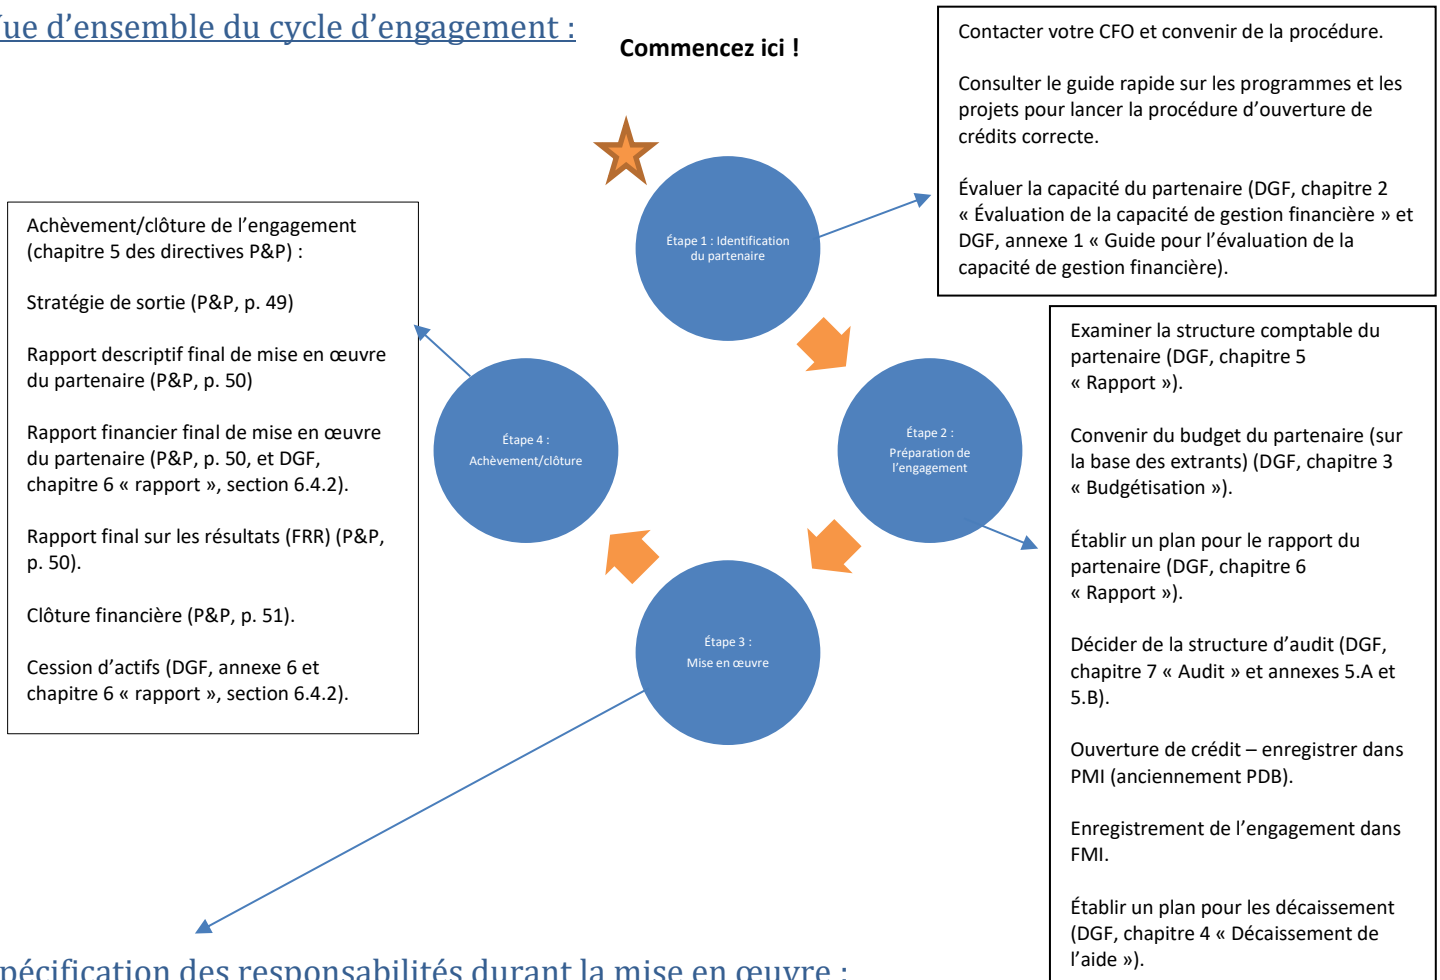 Vue d’ensemble du cycle d’engagement :
Commencez ici !
Contacter votre CFO et convenir de la procédure.
Consulter le guide rapide sur les programmes et les
projets pour lancer la procédure d’ouverture de
crédits correcte.
Évaluer la capacité du partenaire (DGF, chapitre 2
« Évaluation de la capacité de gestion financière » et
DGF, annexe 1 « Guide pour l’évaluation de la
capacité de gestion financière).
Étape 1 : Identification
du partenaire
Examiner la structure comptable du
partenaire (DGF, chapitre 5
« Rapport »).
Convenir du budget du partenaire (sur
la base des extrants) (DGF, chapitre 3
« Budgétisation »).
Établir un plan pour le rapport du
partenaire (DGF, chapitre 6
« Rapport »).
Décider de la structure d’audit (DGF,
chapitre 7 « Audit » et annexes 5.A et
5.B).
Ouverture de crédit – enregistrer dans
PMI (anciennement PDB).
Enregistrement de l’engagement dans
FMI.
Établir un plan pour les décaissement
(DGF, chapitre 4 « Décaissement de
l’aide »).
Étape 2 :
Préparation de
l’engagement
Étape 3 :
Mise en œuvre
Étape 4 :
Achèvement/clôture
Achèvement/clôture de l’engagement
(chapitre 5 des directives P&P) :
Stratégie de sortie (P&P, p. 49)
Rapport descriptif final de mise en œuvre
du partenaire (P&P, p. 50)
Rapport financier final de mise en œuvre
du partenaire (P&P, p. 50, et DGF,
chapitre 6 « rapport », section 6.4.2).
Rapport final sur les résultats (FRR) (P&P,
p. 50).
Clôture financière (P&P, p. 51).
Cession d’actifs (DGF, annexe 6 et
chapitre 6 « rapport », section 6.4.2).
pécification des responsabilités durant la mise en œuvre :